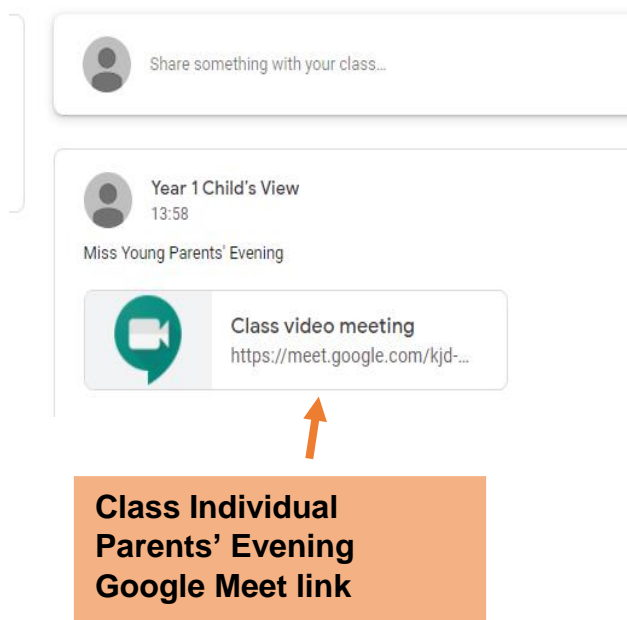 Share something with your class...
Year 1 Child's View
13:58
Miss Young Parents' Evening
Class video meeting
https://meet.google.com/kjd-...
Class Individual
Parents’ Evening
Google Meet link